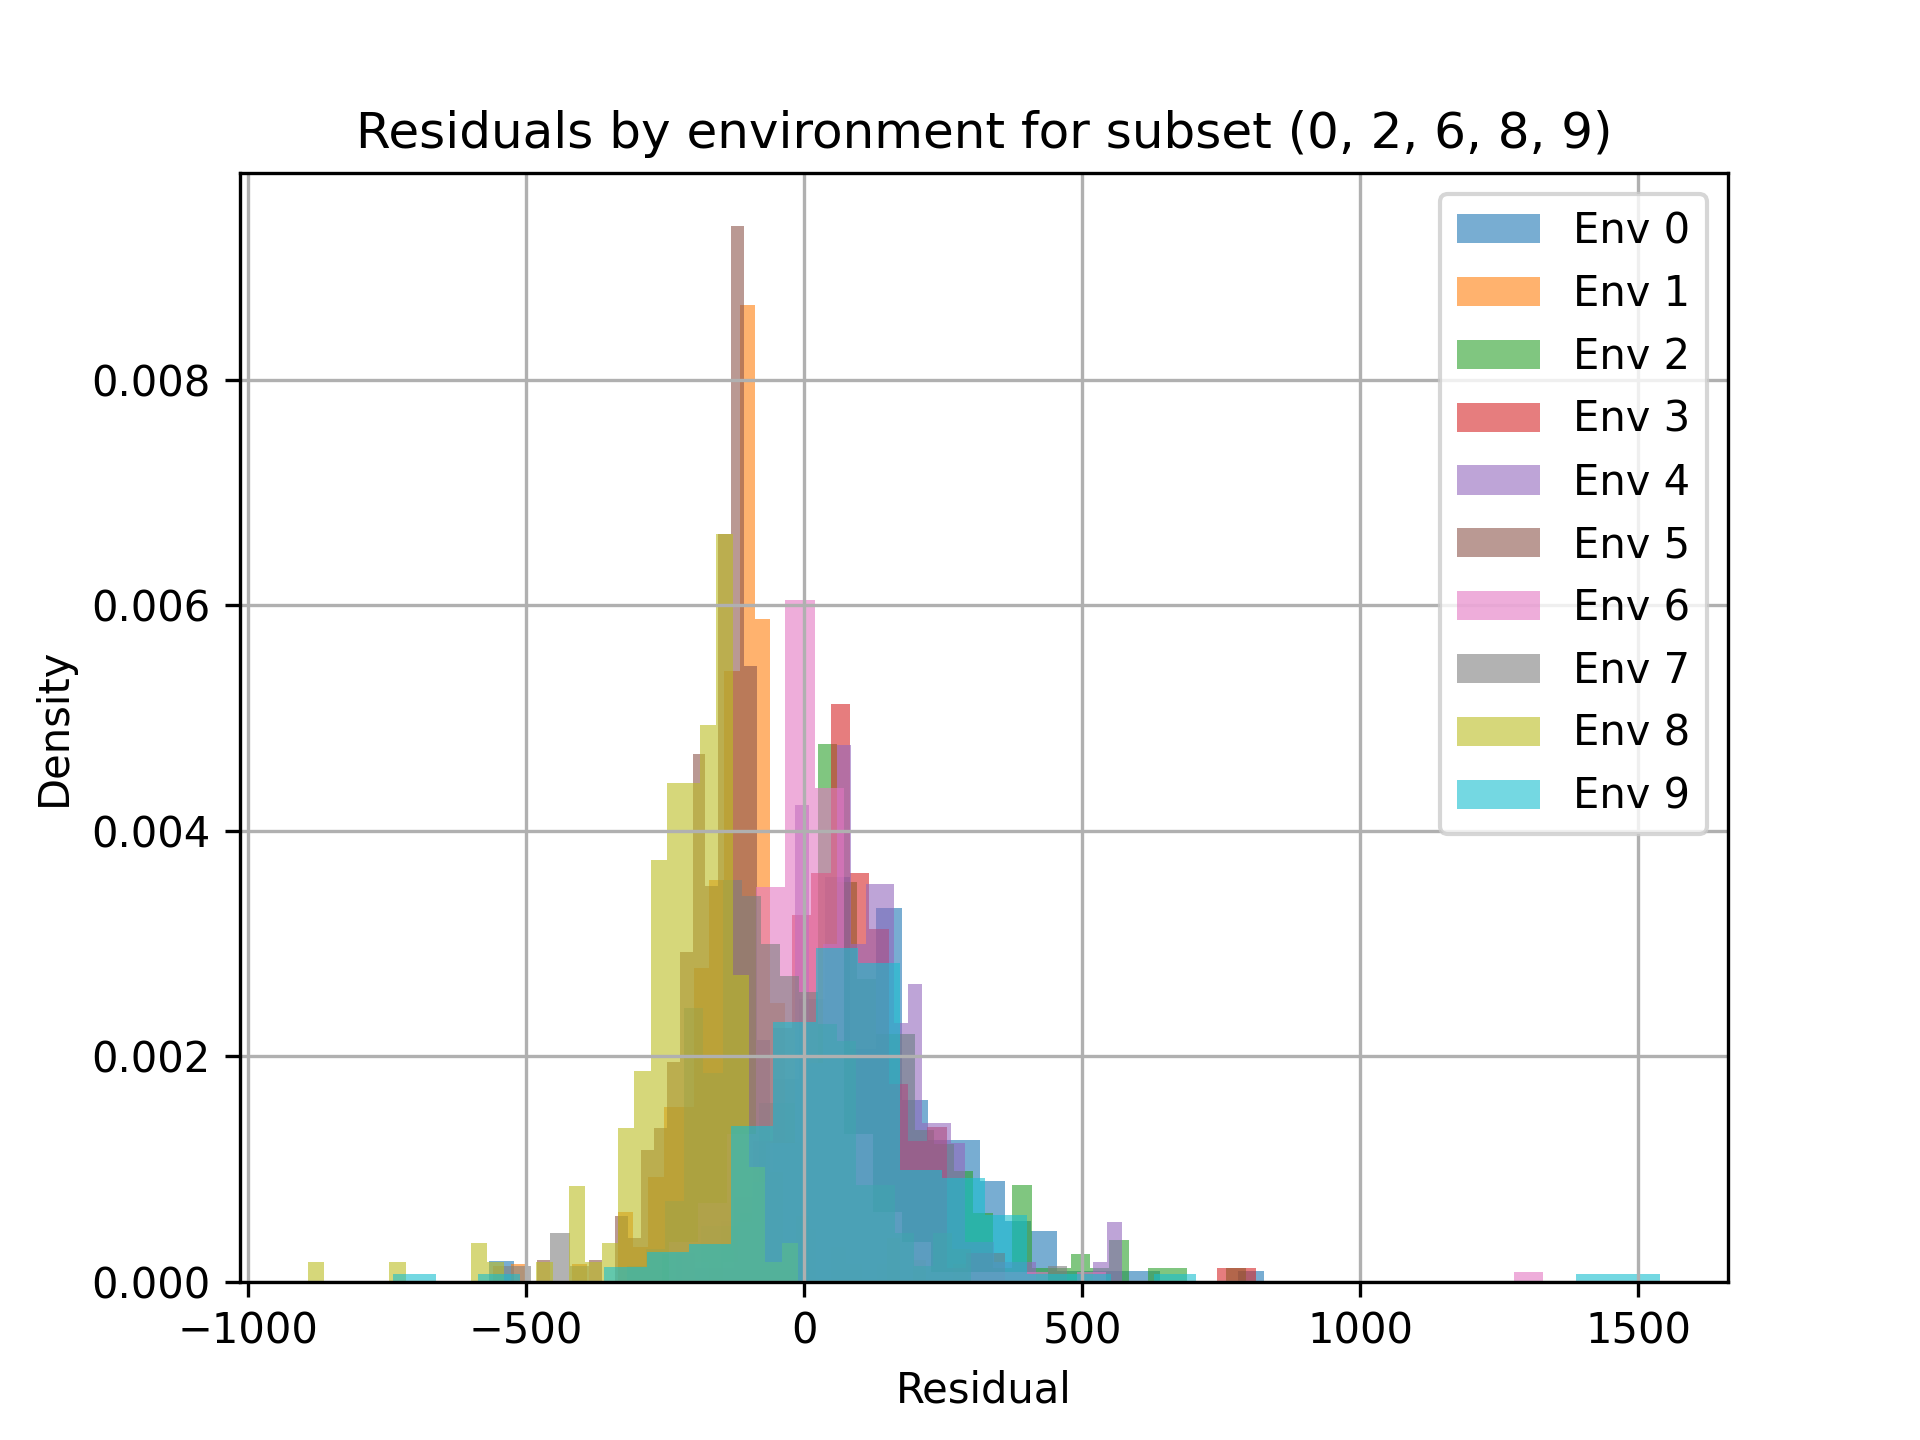 Residuals by environment for subset (0, 2, 6, 8, 9)
Env 0
Env 1
Env 2
Env 3
Env 4
Env 5
Env 6
Env 7
Env 8
Env 9
Density
0.008
0.006
0.004
0.002
0.000
−1000
−500
0
500
1000
1500
Residual